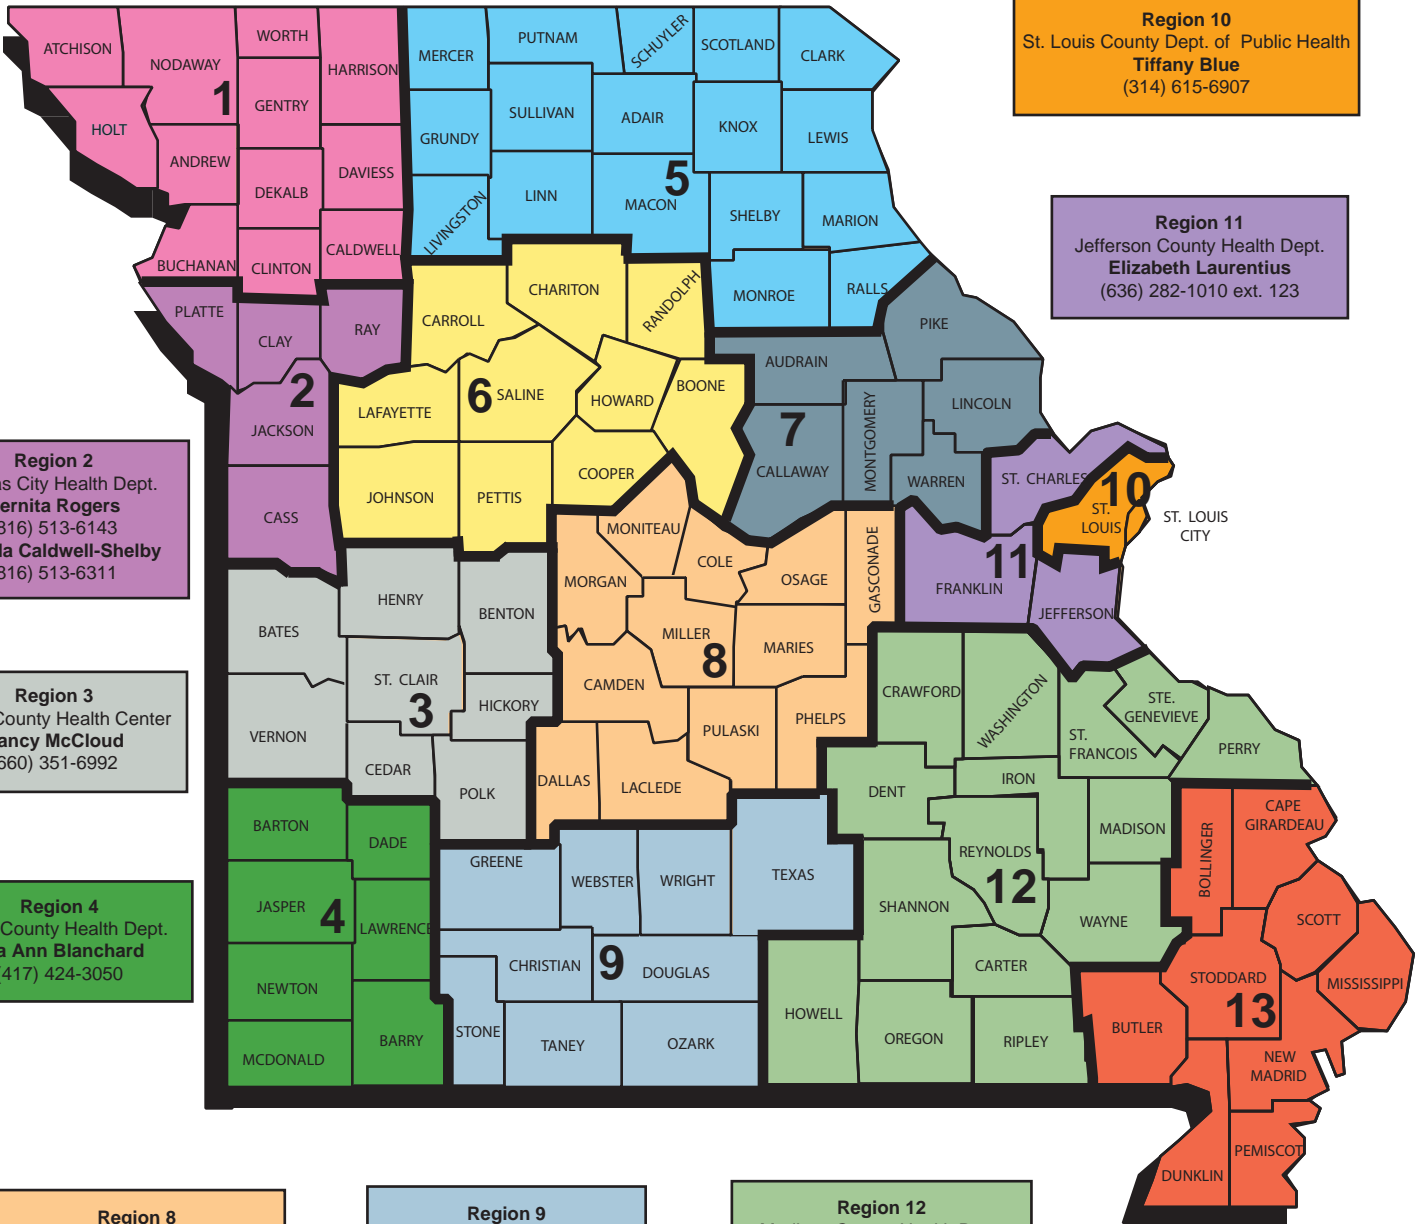 Region 10
St. Louis County Dept. of Public Health
Tiffany Blue
(314) 615-6907
Region 11
Jefferson County Health Dept.
Elizabeth Laurentius
(636) 282-1010 ext. 123
ATCHISON
NODAWAY
WORTH
HARRISON
GENTRY
HOLT
ANDREW
DEKALB
DAVIESS
BUCHANAN
CLINTON
CALDWELL
1
MERCER
PUTNAM
SCHUYLER
SCOTLAND
CLARK
GRUNDY
SULLIVAN
ADAIR
KNOX
LEWIS
LIVINGSTON
LINN
MACON
5
SHELBY
MARION
MONROE
RALLS
PLATTE
CLAY
RAY
2
JACKSON
CASS
CARROLL
CHARITON
RANDOLPH
LAFAYETTE
6
SALINE
HOWARD
BOONE
JOHNSON
PETTIS
COOPER
PIKE
AUDRAIN
7
CALLAWAY
MONTGOMERY
LINCOLN
WARREN
ST. CHARLES
10
ST.
LOUIS
ST. LOUIS
CITY
11
FRANKLIN
JEFFERSON
Region 2
as City Health Dept.
ernita Rogers
816) 513-6143
da Caldwell-Shelby
816) 513-6311
BATES
HENRY
BENTON
ST. CLAIR
3
HICKORY
VERNON
CEDAR
POLK
MONITEAU
MORGAN
COLE
OSAGE
GASCONADE
MILLER
8
MARIES
CAMDEN
PULASKI
PHELPS
DALLAS
LACLEDE
Region 3
County Health Center
ancy McCloud
660) 351-6992
CRAWFORD
WASHINGTON
STE.
GENEVIEVE
ST.
FRANCOIS
PERRY
DENT
IRON
REYNOLDS
MADISON
12
SHANNON
WAYNE
CARTER
HOWELL
OREGON
RIPLEY
BARTON
DADE
JASPER
4
LAWRENCE
NEWTON
BARRY
MCDONALD
Region 4
County Health Dept.
a Ann Blanchard
(417) 424-3050
GREENE
WEBSTER
WRIGHT
TEXAS
CHRISTIAN
9
DOUGLAS
STONE
TANEY
OZARK
BOLLINGER
CAPE
GIRARDEAU
SCOTT
STODDARD
13
MISSISSIPPI
BUTLER
NEW
MADRID
PEMISCOT
DUNKLIN
Region 8
Region 9
Region 12